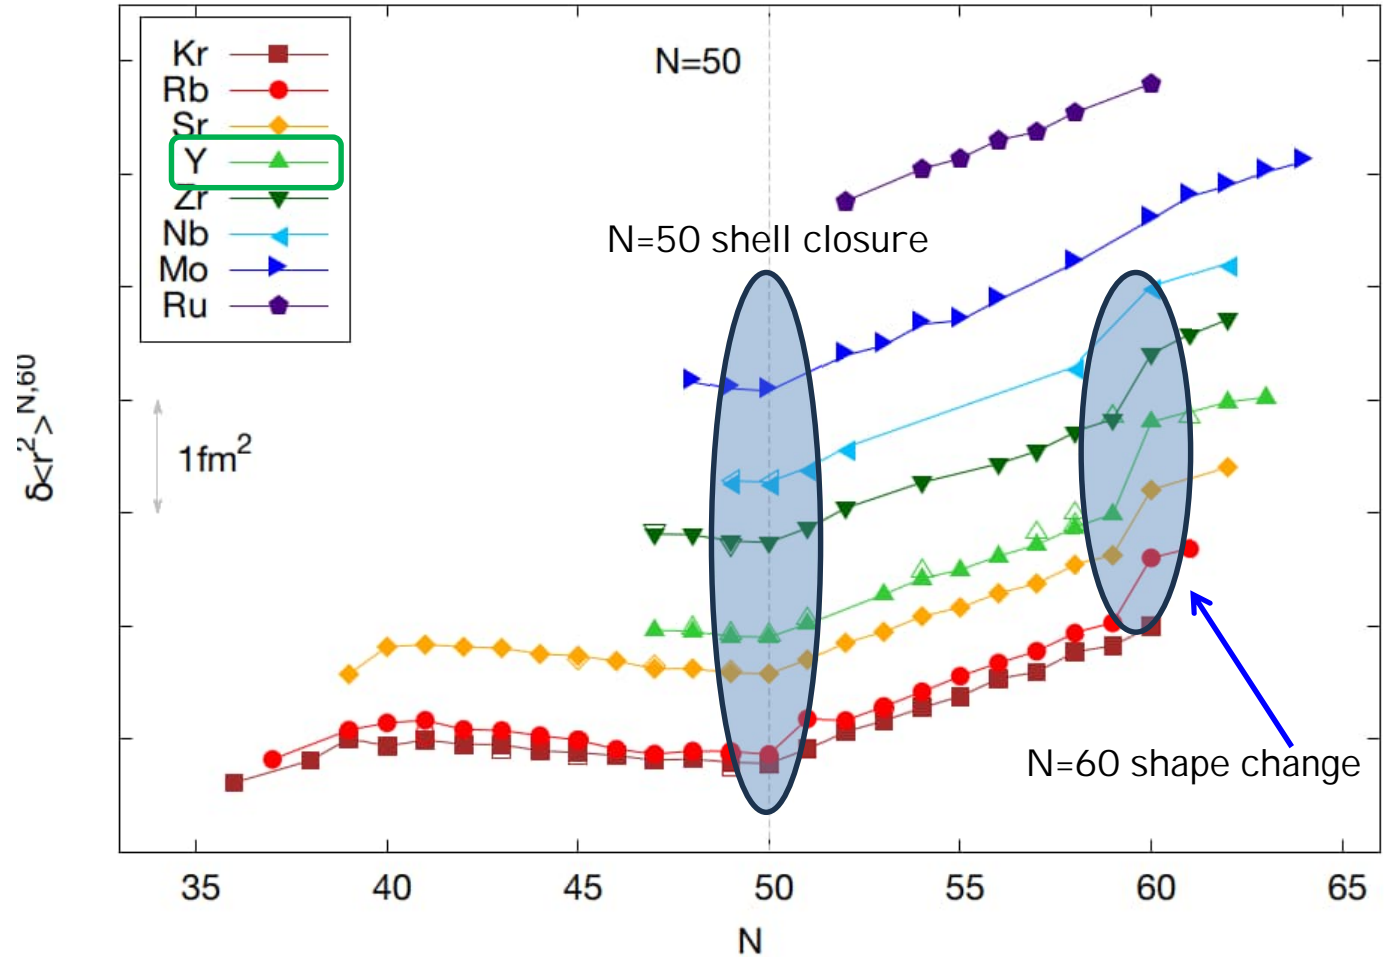 Kr
Rb
Sr
Y
Zr
Nb
Mo
Ru
N=50
N=50 shell closure
δ<r²>N,60
1fm²
N=60 shape change
35 40 45 50 55 60 65
N